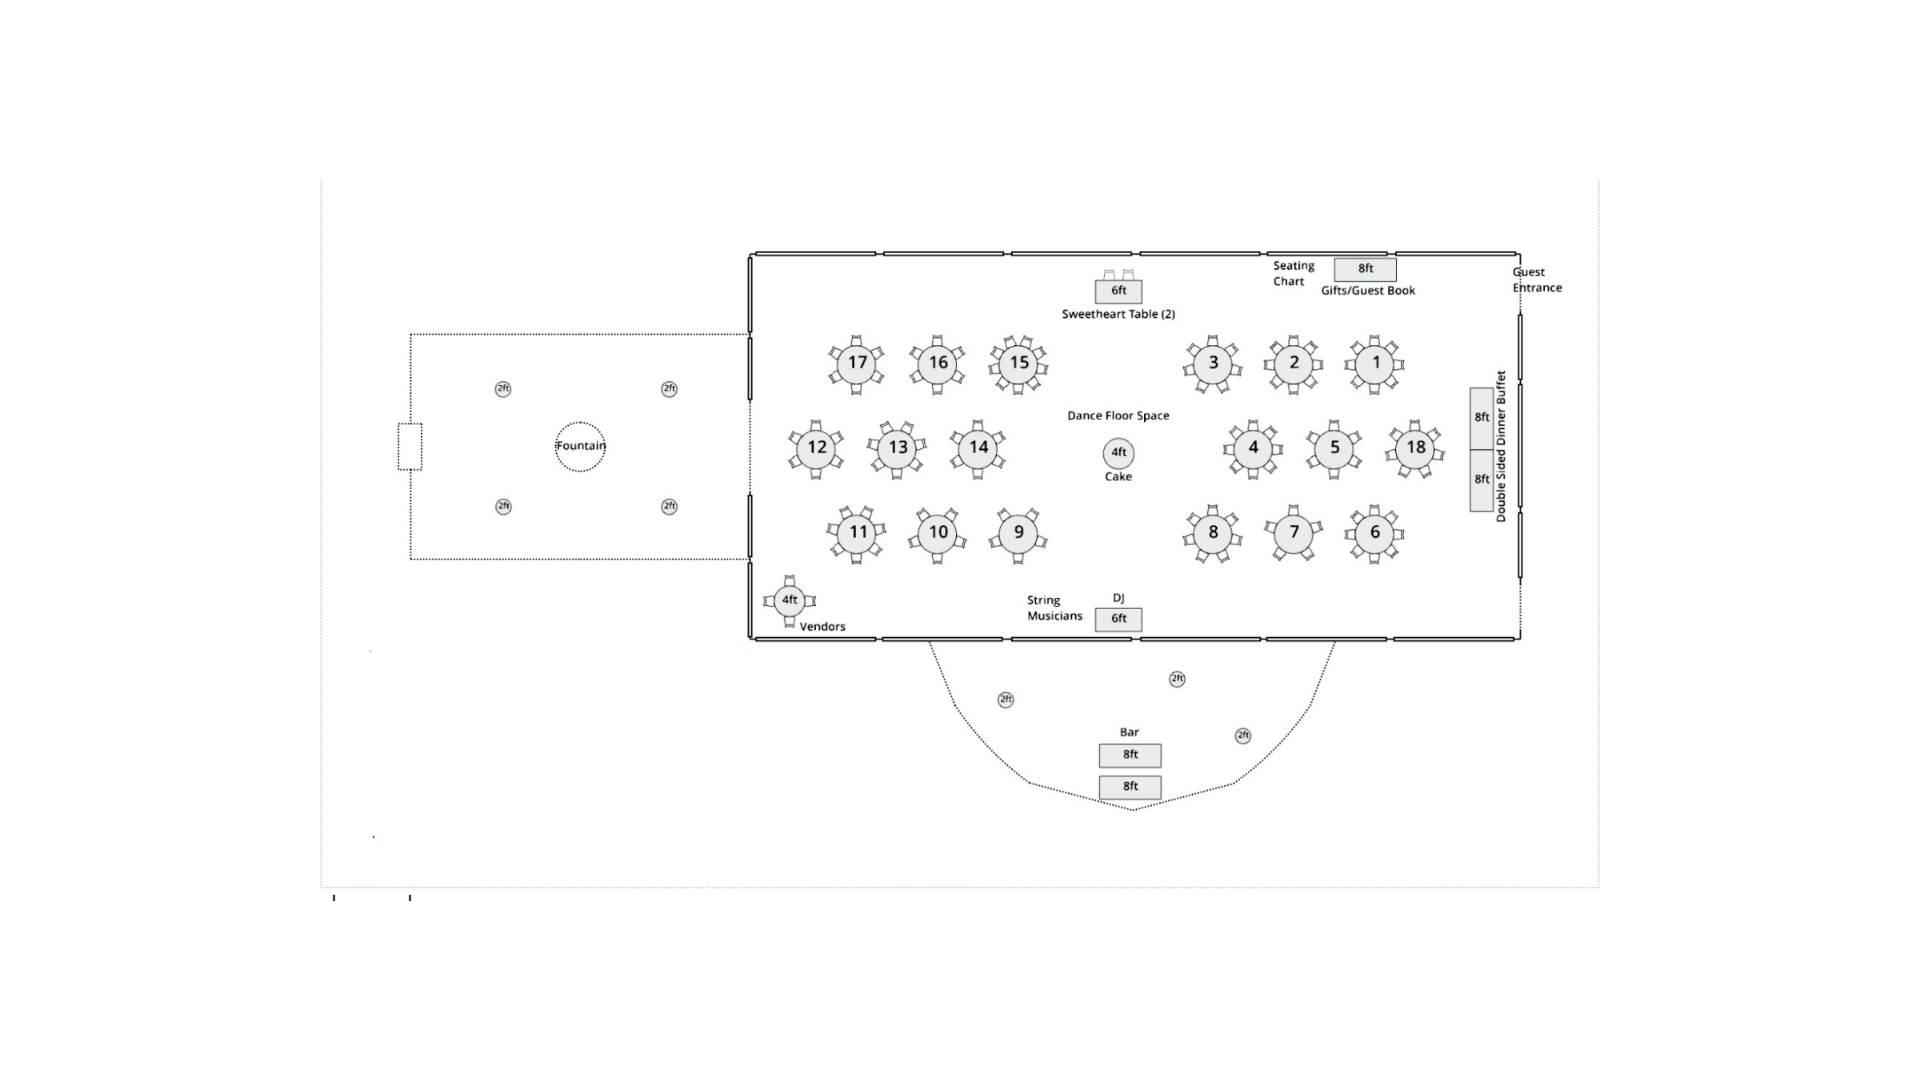 Seating
Chart
8ft
Gifts/Guest Book
Guest
Entrance
6ft
Sweetheart Table (2)
17
16
15
3
2
1
2ft
2ft
Fountain
2ft
2ft
Dance Floor Space
4ft
Cake
12
13
14
4
5
18
8ft
8ft
Double Sided Dinner Buffet
11
10
9
8
7
6
4ft
Vendors
String
Musicians
DJ
6ft
2ft
2ft
2ft
Bar
8ft
8ft